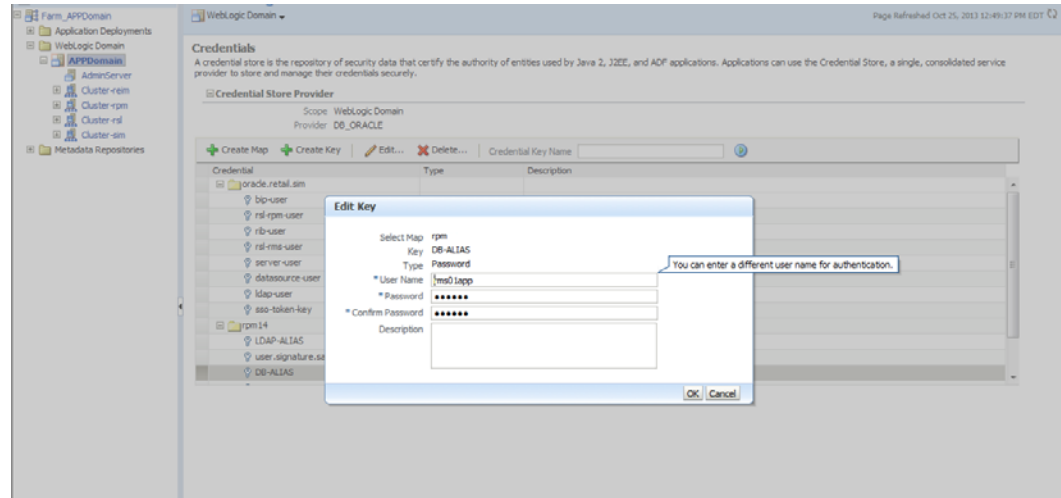 Farm_APPDomain
Application Deployments
WebLogic Domain
APPDomain
AdminServer
Cluster-reim
Cluster-rpm
Cluster-rsl
Cluster-sim
Metadata Repositories
WebLogic Domain
Page Refreshed Oct 25, 2013 12:49:37 PM EDT
Credentials
A credential store is the repository of security data that certify the authority of entities used by Java 2, J2EE, and ADF applications. Applications can use the Credential Store, a single, consolidated service
provider to store and manage their credentials securely.
Credential Store Provider
Scope WebLogic Domain
Provider DB_ORACLE
Create Map Create Key Edit... Delete... Credential Key Name
Credential Type Description
oracle.retail.sim
bip-user
rsl-rpm-user
rib-user
rsl-rms-user
server-user
datasource-user
ldap-user
sso-token-key
rpm14
LDAP-ALIAS
user.signature.sa
DB-ALIAS
Edit Key
Select Map rpm
Key DB-ALIAS
Type Password
You can enter a different user name for authentication.
* User Name ms01app
* Password ••••••
* Confirm Password ••••••
Description
OK Cancel